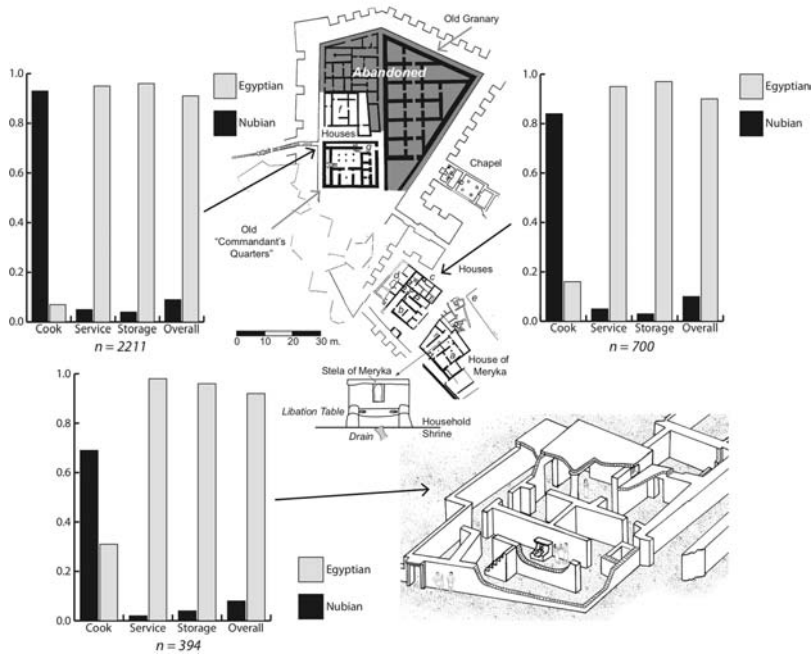 1.0
0.8
0.6
0.4
0.2
0.0
Cook Service Storage Overall
n = 2211
Egyptian
Nubian
Old Granary
Abandoned
Houses
Old
"Commandant's
Quarters"
0 10 20 30 m.
Chapel
Houses
d
c
e
House of
Meryka
Stela of Meryka
Libation Table
Drain
Household
Shrine
1.0
0.8
0.6
0.4
0.2
0.0
Cook Service Storage Overall
n = 700
Egyptian
Nubian
1.0
0.8
0.6
0.4
0.2
0.0
Cook Service Storage Overall
n = 394
Egyptian
Nubian